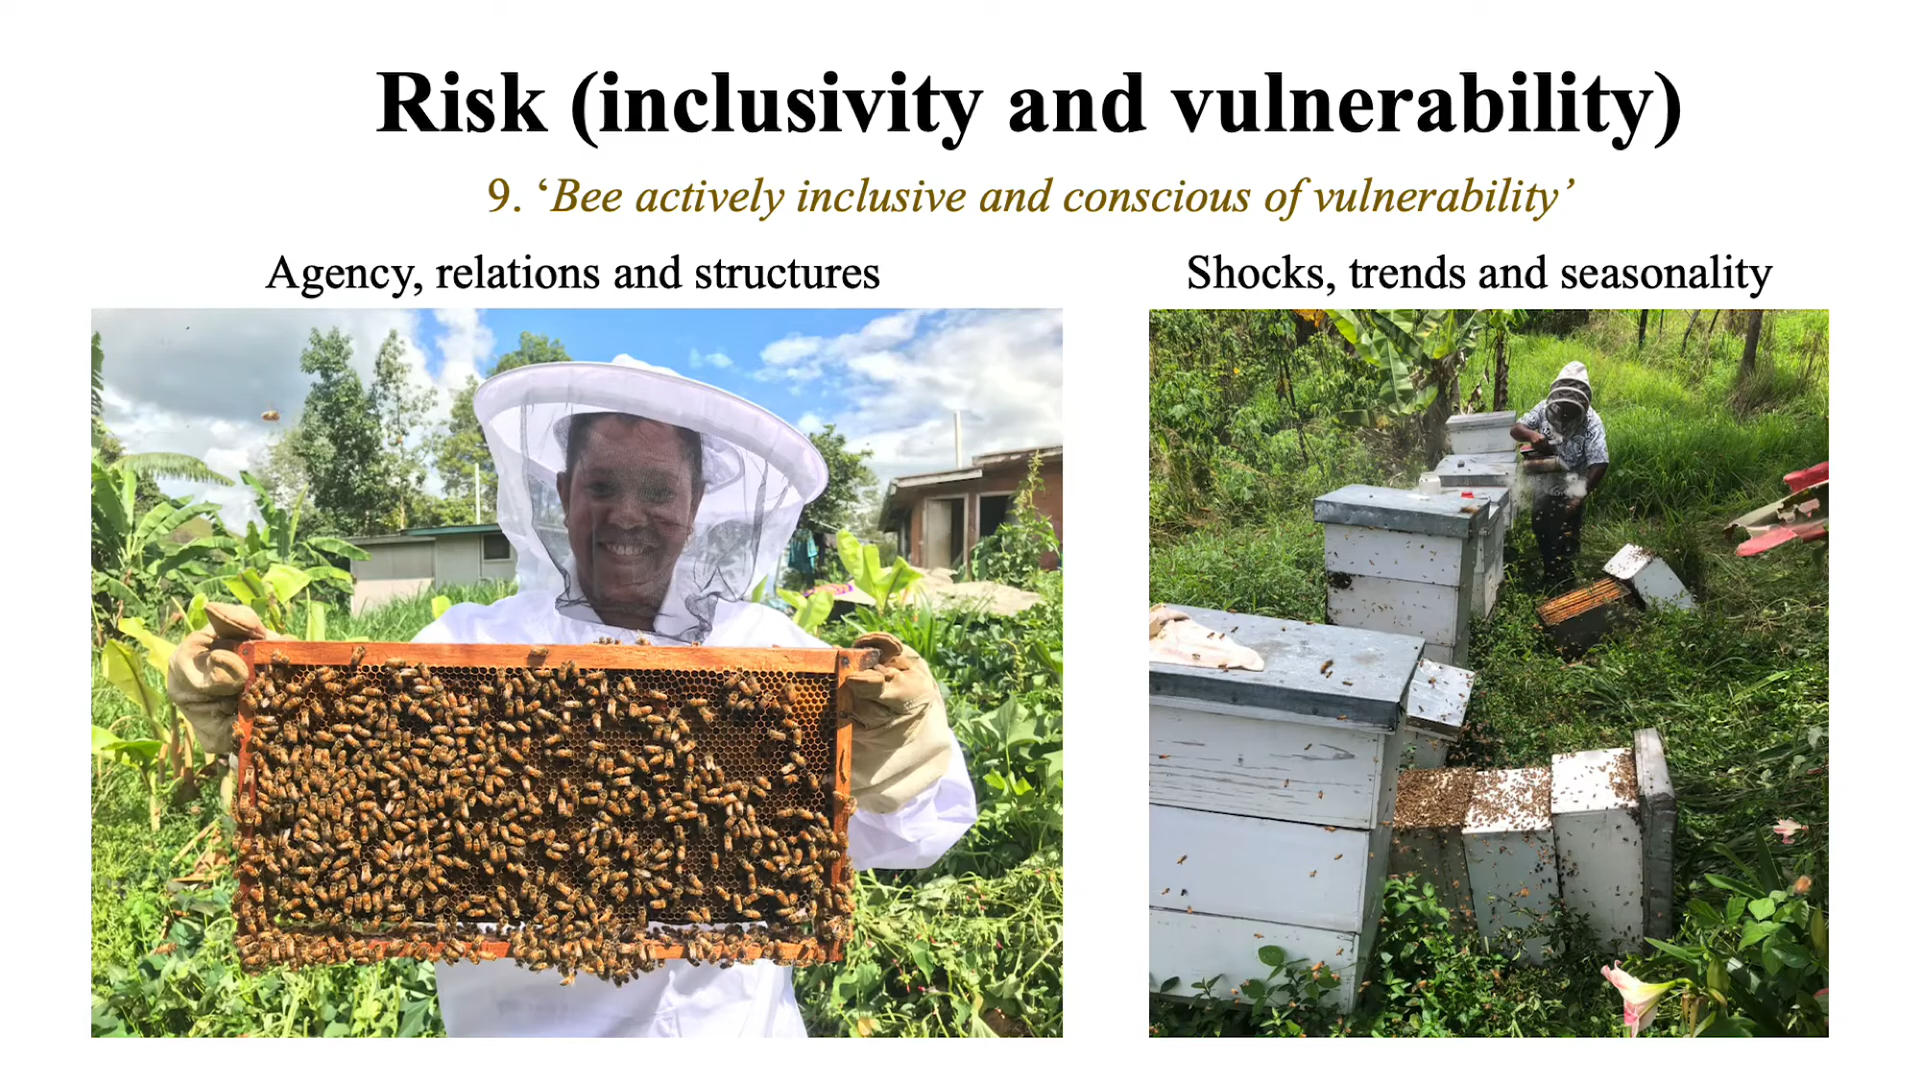 Risk (inclusivity and vulnerability)
9. ‘Bee actively inclusive and conscious of vulnerability’
Agency, relations and structures
Shocks, trends and seasonality